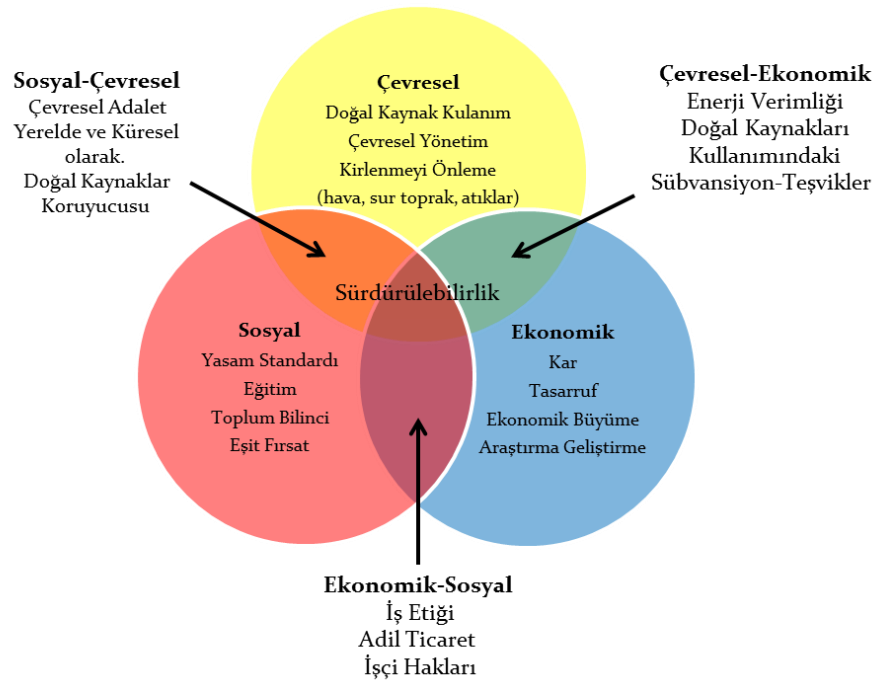 Sosyal-Çevresel
Çevresel Adalet
Yerelde ve Küresel
olarak.
Doğal Kaynaklar
Koruyucusu
Çevresel
Doğal Kaynak Kulanım
Çevresel Yönetim
Kirlenmeyi Önleme
(hava, sur toprak, atıklar)
Çevresel-Ekonomik
Enerji Verimliği
Doğal Kaynakları
Kullanımındaki
Sübvansiyon-Teşvikler
Sürdürülebilirlik
Sosyal
Yasam Standardı
Eğitim
Toplum Bilinci
Eşit Fırsat
Ekonomik
Kar
Tasarruf
Ekonomik Büyüme
Araştırma Geliştirme
Ekonomik-Sosyal
İş Etiği
Adil Ticaret
İşçi Hakları